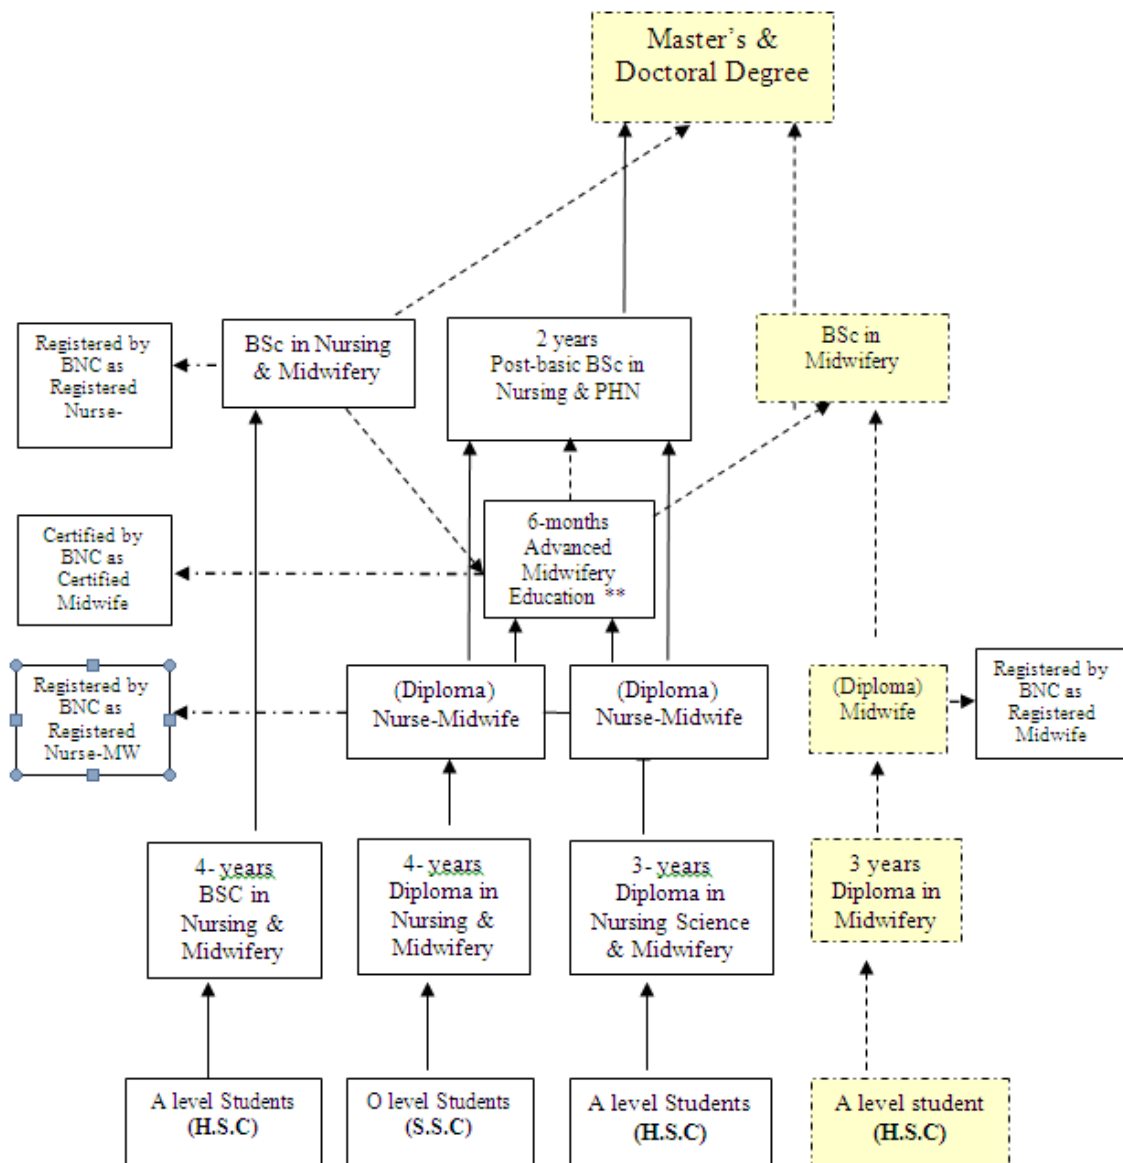 Master's &
Doctoral Degree
Registered by
BNC as
Registered
Nurse-
BSc in Nursing
& Midwifery
2 years
Post-basic BSc in
Nursing & PHN
BSc in
Midwifery
Certified by
BNC as
Certified
Midwife
6-months
Advanced
Midwifery
Education **
Registered by
BNC as
Registered
Nurse-MW
(Diploma)
Nurse-Midwife
(Diploma)
Nurse-Midwife
(Diploma)
Midwife
Registered by
BNC as
Registered
Midwife
4- years
BSC in
Nursing &
Midwifery
4- years
Diploma in
Nursing &
Midwifery
3- years
Diploma in
Nursing Science
& Midwifery
3 years
Diploma in
Midwifery
A level Students
(H.S.C)
O level Students
(S.S.C)
A level Students
(H.S.C)
A level student
(H.S.C)